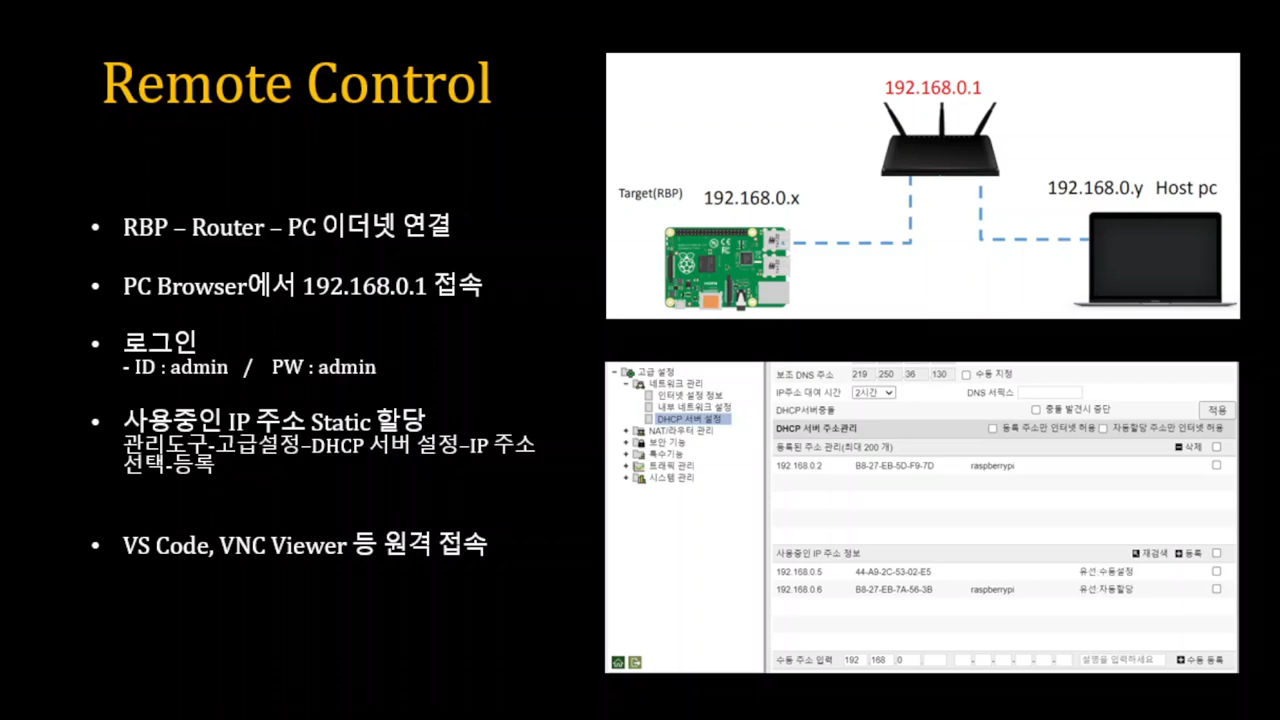 Remote Control
• RBP – Router – PC 이더넷 연결
• PC Browser에서 192.168.0.1 접속
• 로그인
- ID : admin / PW : admin
• 사용중인 IP 주소 Static 할당
관리도구-고급설정–DHCP 서버 설정–IP 주소
선택-등록
• VS Code, VNC Viewer 등 원격 접속
192.168.0.1
Target(RBP)
192.168.0.x
192.168.0.y Host pc
고급 설정
네트워크 관리
인터넷 설정 정보
내부 네트워크 설정
DHCP 서버 설정
NAT/라우터 관리
보안 기능
특수기능
트래픽 관리
시스템 관리
보조 DNS 주소 219 250 36 130 수동 지정
IP주소 대여 시간 2시간 DNS 서픽스
DHCP서버중돌 충돌 발견시 중단 적용
DHCP 서버 주소관리 등록 주소만 인터넷 허용 자동할당 주소만 인터넷 허용
등록된 주소 관리(최대 200 개) 삭제
192.168.0.2 B8-27-EB-5D-F9-7D raspberrypi
사용중인 IP 주소 정보 재검색 등록
192.168.0.5 44-A9-2C-53-02-E5 유선:수동설정
192.168.0.6 B8-27-EB-7A-56-3B raspberrypi 유선:자동할당
수동 주소 입력 192 168 0 - - - - - 설명을 입력하세요 수동 등록